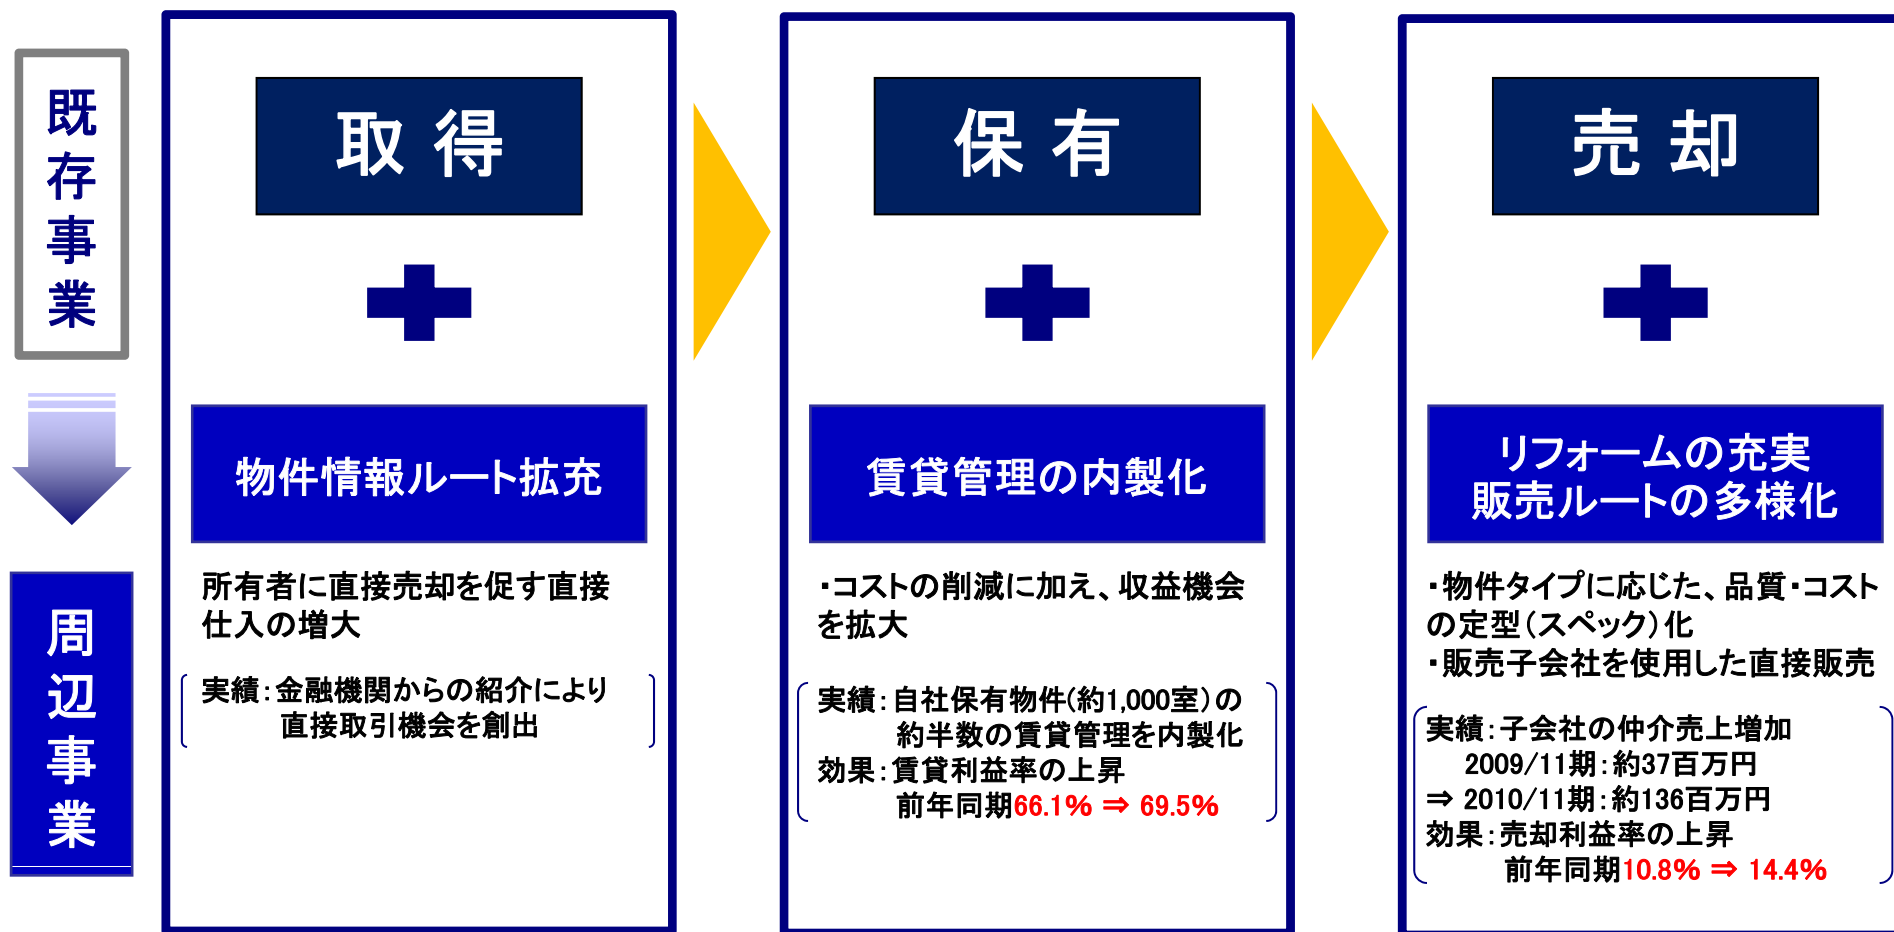 既存事業
周辺事業
取得
物件情報ルート拡充
所有者に直接売却を促す直接
仕入の増大
実績：金融機関からの紹介により
直接取引機会を創出
保有
賃貸管理の内製化
・コストの削減に加え、収益機会
を拡大
実績：自社保有物件(約1,000室)の
約半数の賃貸管理を内製化
効果：賃貸利益率の上昇
前年同期66.1% ⇒ 69.5%
売却
リフォームの充実
販売ルートの多様化
・物件タイプに応じた、品質・コスト
の定型（スペック）化
・販売子会社を使用した直接販売
実績：子会社の仲介売上増加
2009/11期：約37百万円
⇒ 2010/11期：約136百万円
効果：売却利益率の上昇
前年同期10.8% ⇒ 14.4%